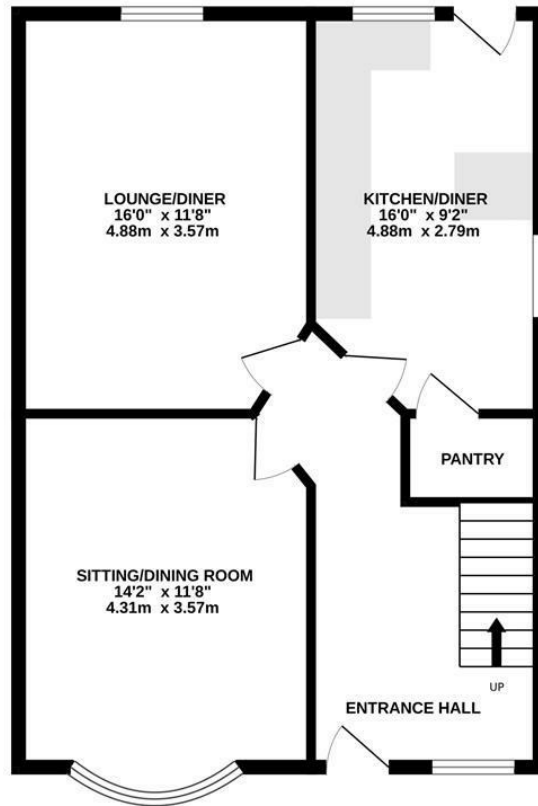 LOUNGE/DINER
16'0" x 11'8"
4.88m x 3.57m
KITCHEN/DINER
16'0" x 9'2"
4.88m x 2.79m
PANTRY
SITTING/DINING ROOM
14'2" x 11'8"
4.31m x 3.57m
UP
ENTRANCE HALL